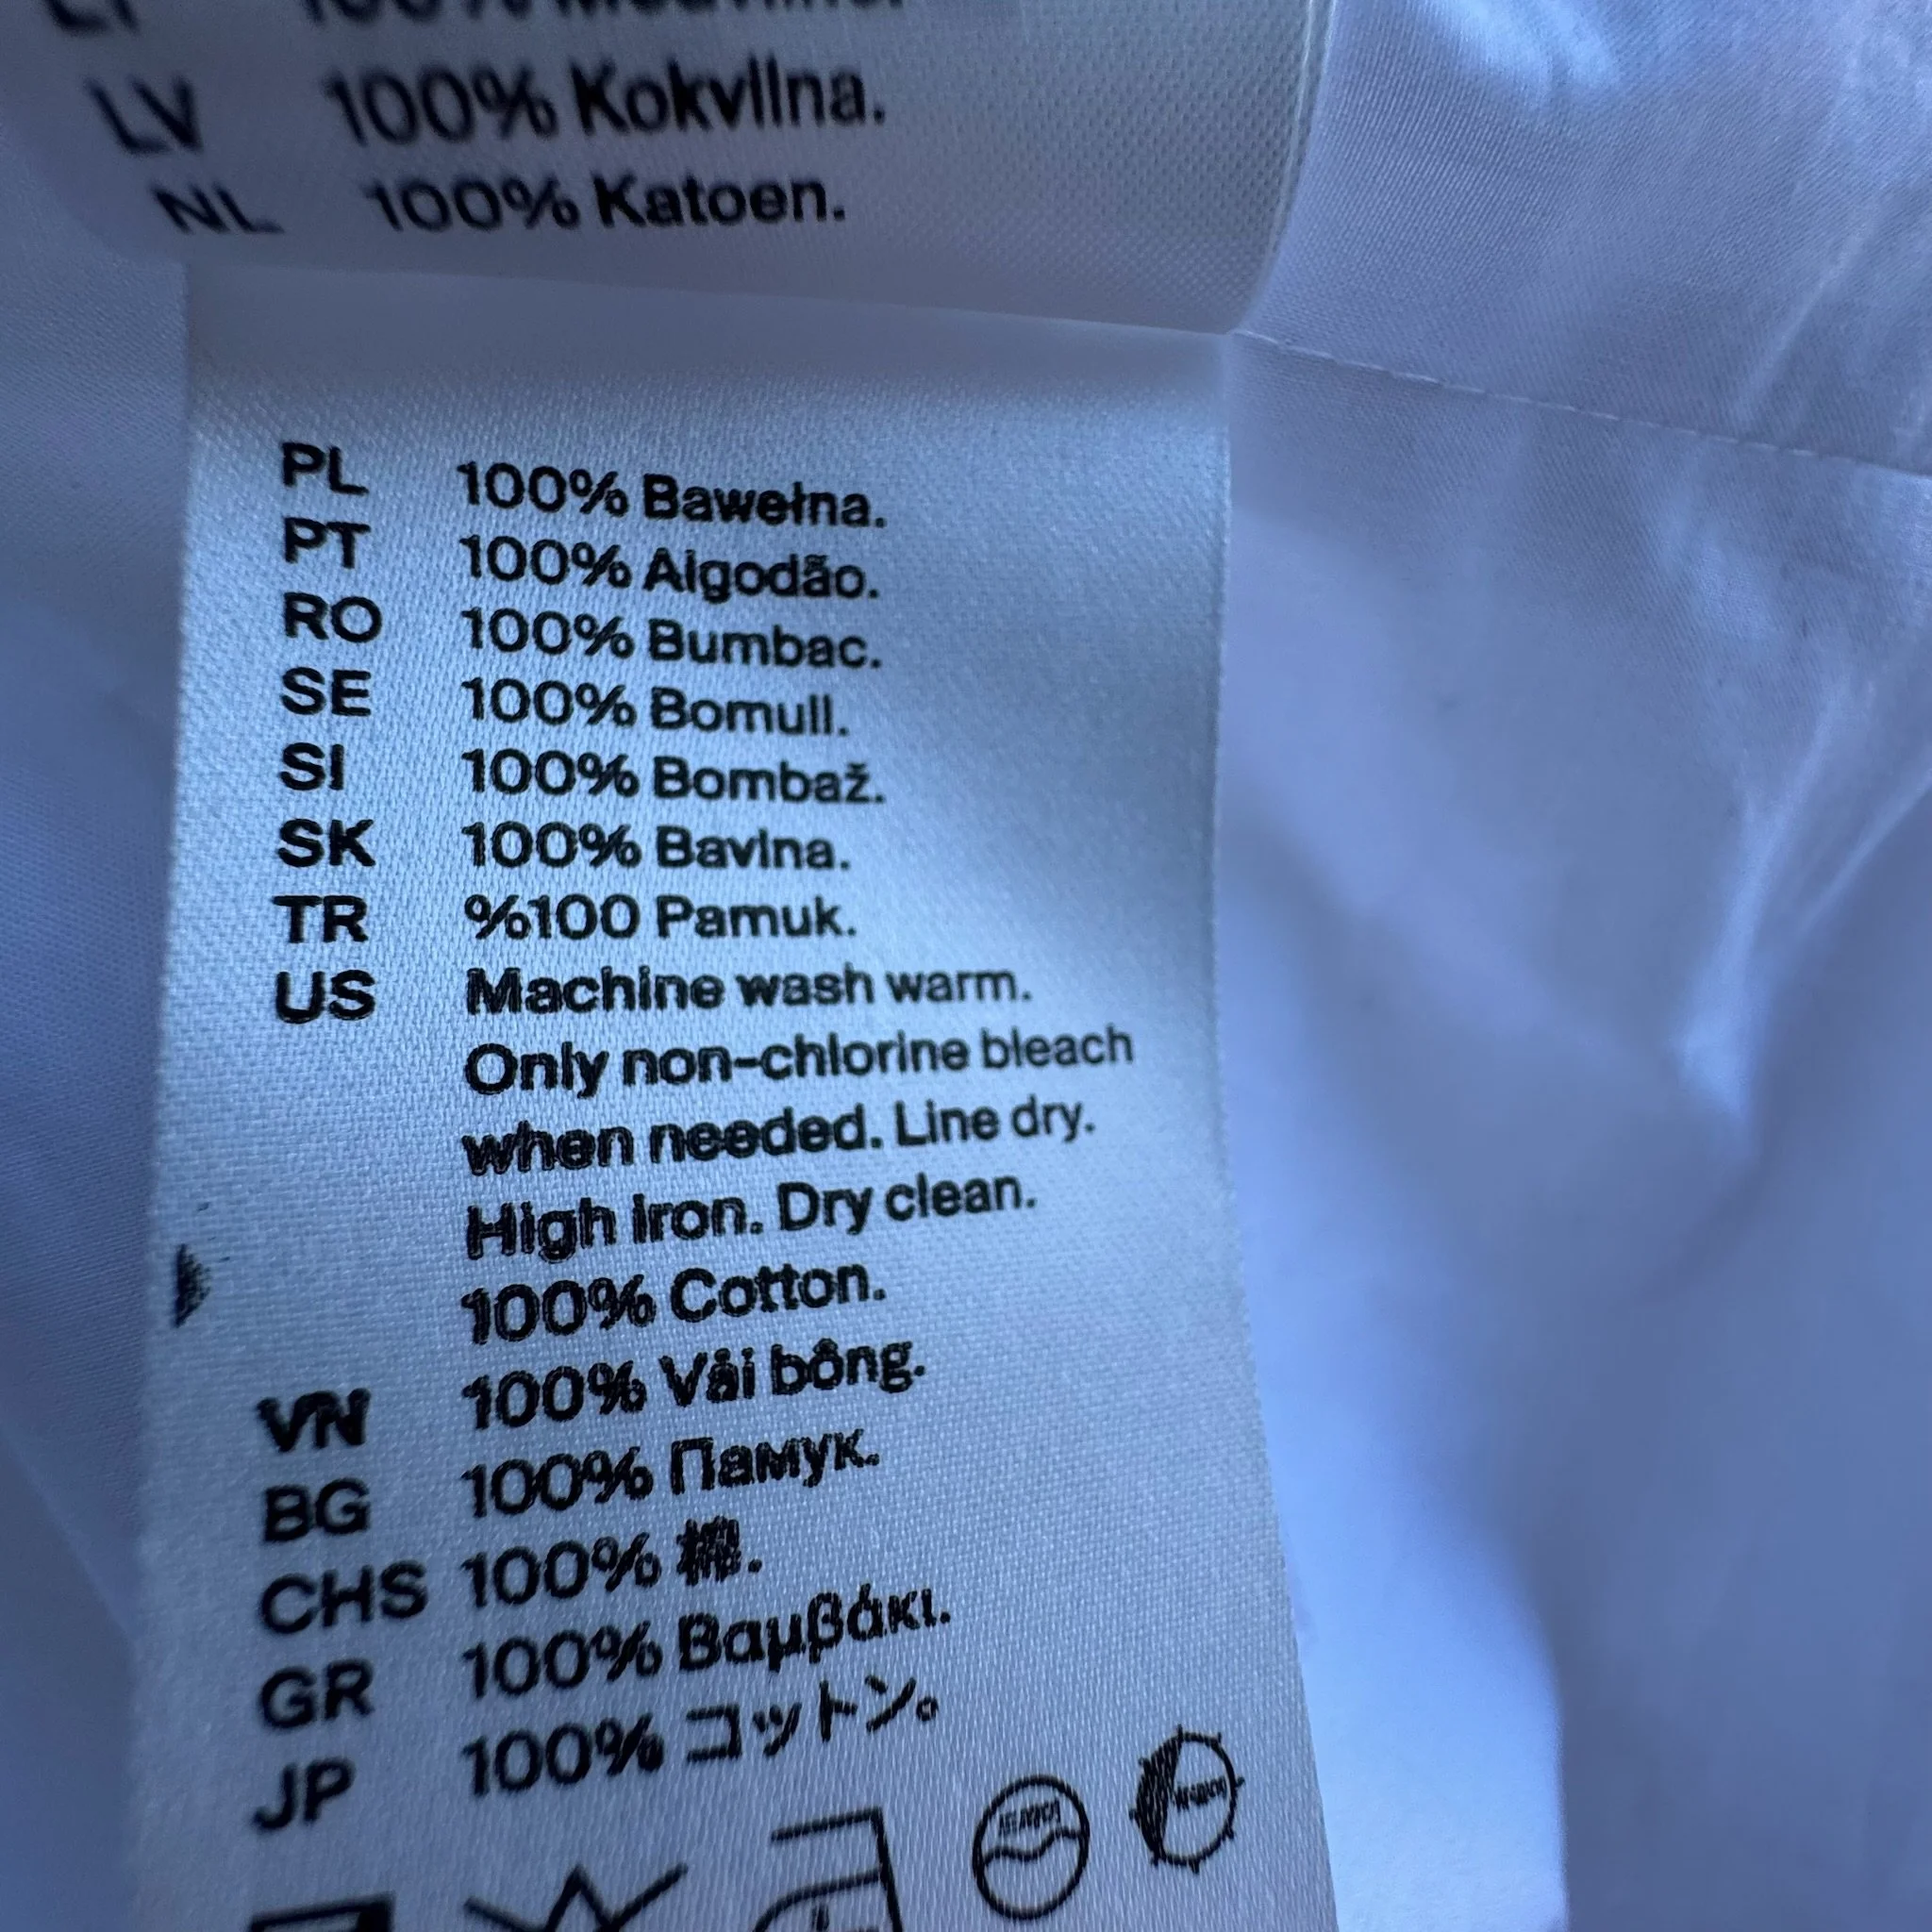 LV 100% Kokvilna.
NL 100% Katoen.
PL 100% Bawełna.
PT 100% Algodão.
RO 100% Bumbac.
SE 100% Bomull.
SI 100% Bombaž.
SK 100% Bavlna.
TR %100 Pamuk.
US Machine wash warm.
Only non-chlorine bleach
when needed. Line dry.
High iron. Dry clean.
100% Cotton.
VN 100% Vải bông.
BG 100% Памук.
CHS 100% 棉.
GR 100% Βαμβάκι.
JP 100% コットン。